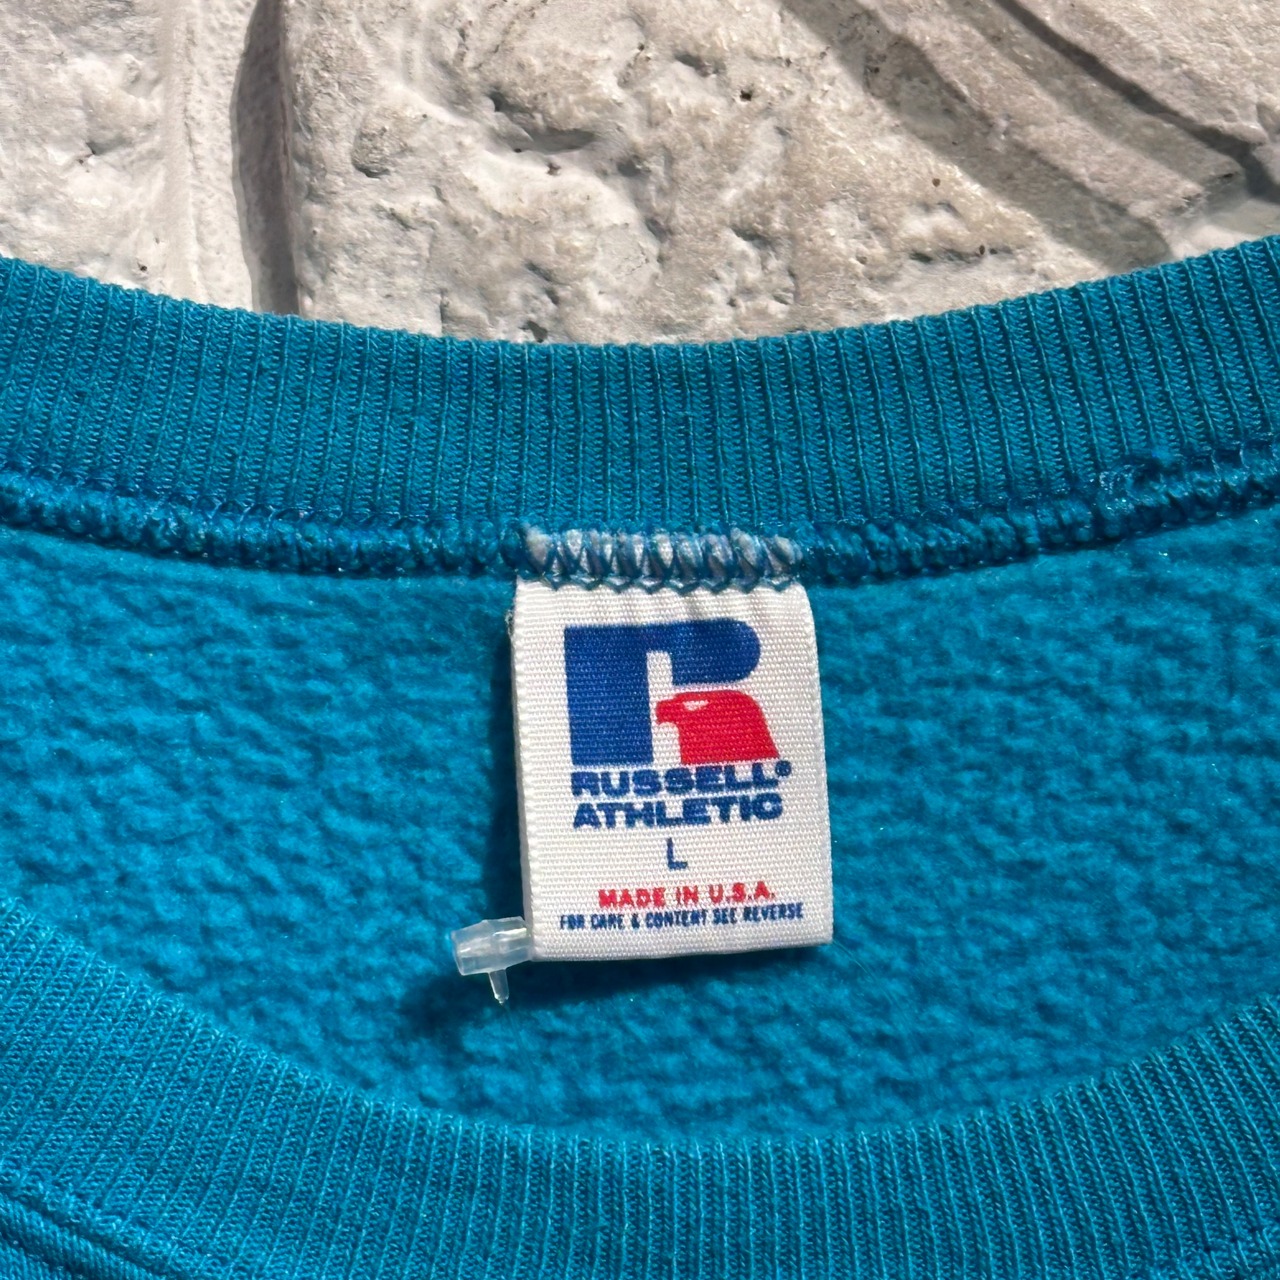 RUSSELL®
ATHLETIC
L
MADE IN U.S.A.
FOR CARE & CONTENT SEE REVERSE